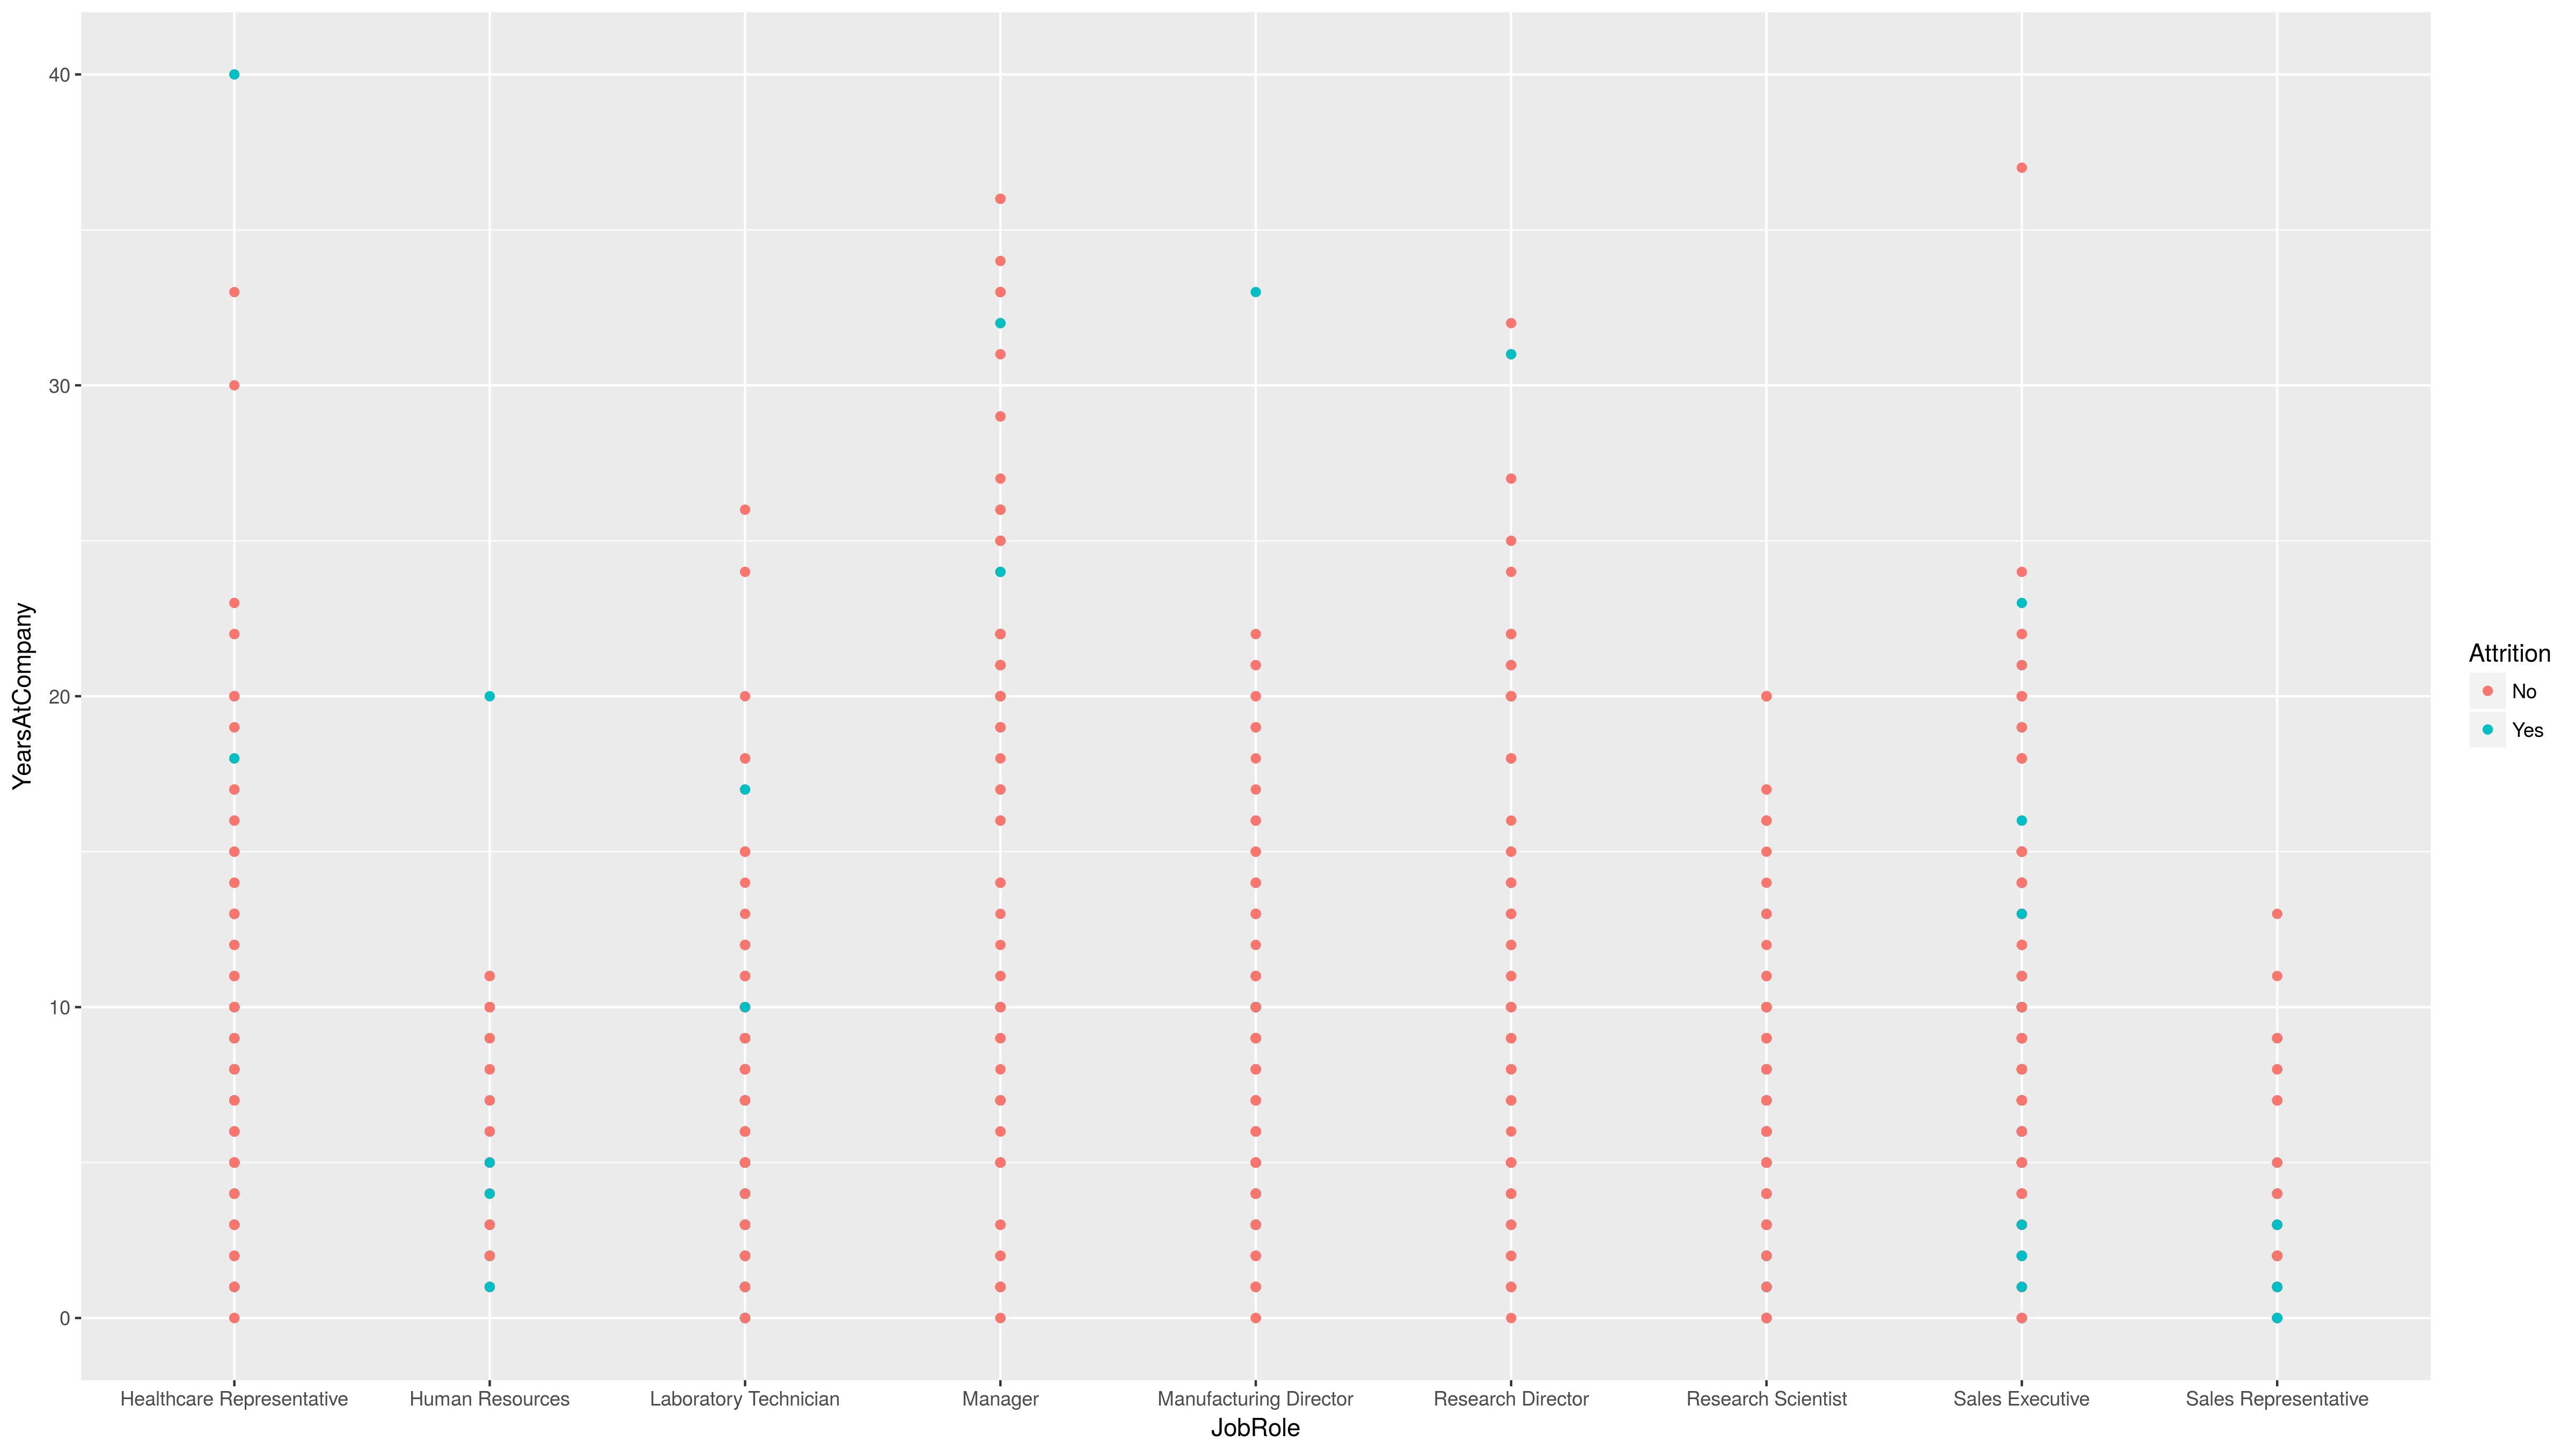 40
30
20
10
0
YearsAtCompany
Healthcare Representative
Human Resources
Laboratory Technician
Manager
Manufacturing Director
Research Director
Research Scientist
Sales Executive
Sales Representative
JobRole
Attrition
No
Yes